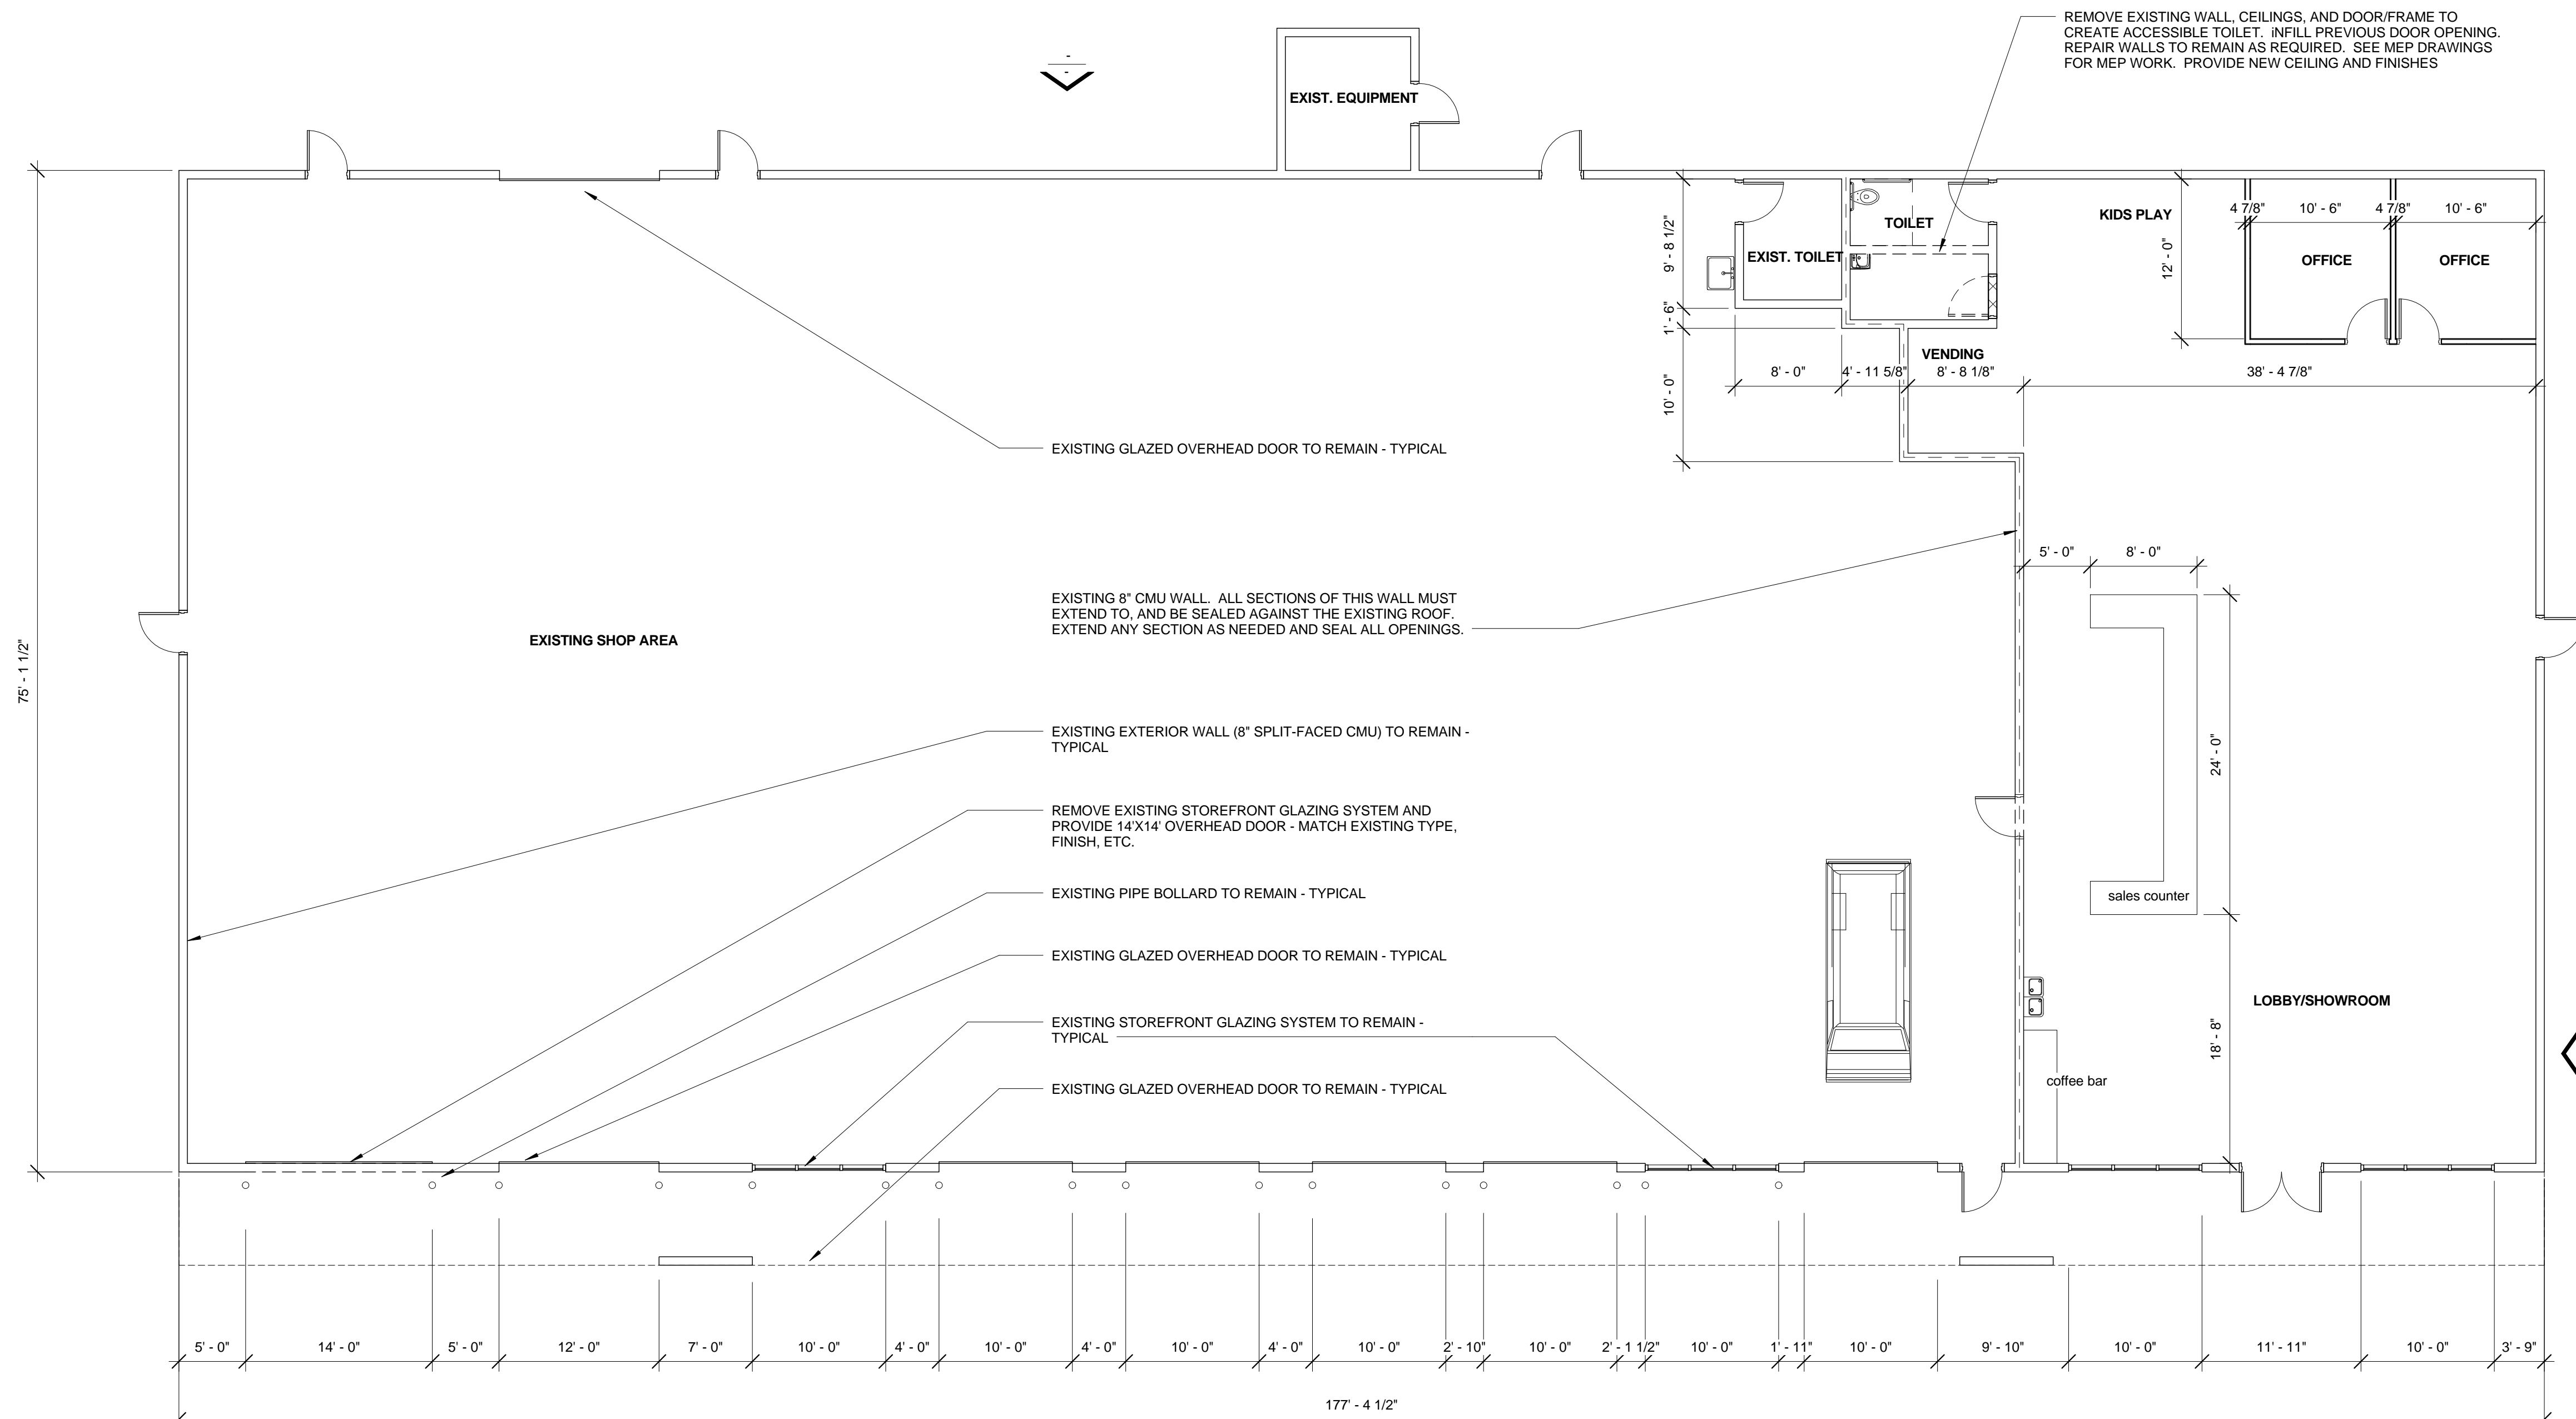 REMOVE EXISTING WALL, CEILINGS, AND DOOR/FRAME TO
CREATE ACCESSIBLE TOILET. iNFILL PREVIOUS DOOR OPENING.
REPAIR WALLS TO REMAIN AS REQUIRED. SEE MEP DRAWINGS
FOR MEP WORK. PROVIDE NEW CEILING AND FINISHES
-
-
EXIST. EQUIPMENT
4 7/8"
10' - 6"
4 7/8"
10' - 6"
KIDS PLAY
TOILET
9' - 8 1/2"
EXIST. TOILET
12' - 0"
OFFICE
OFFICE
1' - 6"
VENDING
8' - 0"
4' - 11 5/8"
8' - 8 1/8"
38' - 4 7/8"
10' - 0"
EXISTING GLAZED OVERHEAD DOOR TO REMAIN - TYPICAL
5' - 0"
8' - 0"
EXISTING 8" CMU WALL. ALL SECTIONS OF THIS WALL MUST
EXTEND TO, AND BE SEALED AGAINST THE EXISTING ROOF.
EXTEND ANY SECTION AS NEEDED AND SEAL ALL OPENINGS.
EXISTING SHOP AREA
75' - 1 1/2"
EXISTING EXTERIOR WALL (8" SPLIT-FACED CMU) TO REMAIN -
TYPICAL
24' - 0"
REMOVE EXISTING STOREFRONT GLAZING SYSTEM AND
PROVIDE 14'X14' OVERHEAD DOOR - MATCH EXISTING TYPE,
FINISH, ETC.
EXISTING PIPE BOLLARD TO REMAIN - TYPICAL
sales counter
EXISTING GLAZED OVERHEAD DOOR TO REMAIN - TYPICAL
LOBBY/SHOWROOM
EXISTING STOREFRONT GLAZING SYSTEM TO REMAIN -
TYPICAL
18' - 8"
coffee bar
EXISTING GLAZED OVERHEAD DOOR TO REMAIN - TYPICAL
5' - 0"
14' - 0"
5' - 0"
12' - 0"
7' - 0"
10' - 0"
4' - 0"
10' - 0"
4' - 0"
10' - 0"
4' - 0"
10' - 0"
2' - 10"
10' - 0"
2' - 1 1/2"
10' - 0"
1' - 11"
10' - 0"
9' - 10"
10' - 0"
11' - 11"
10' - 0"
3' - 9"
177' - 4 1/2"